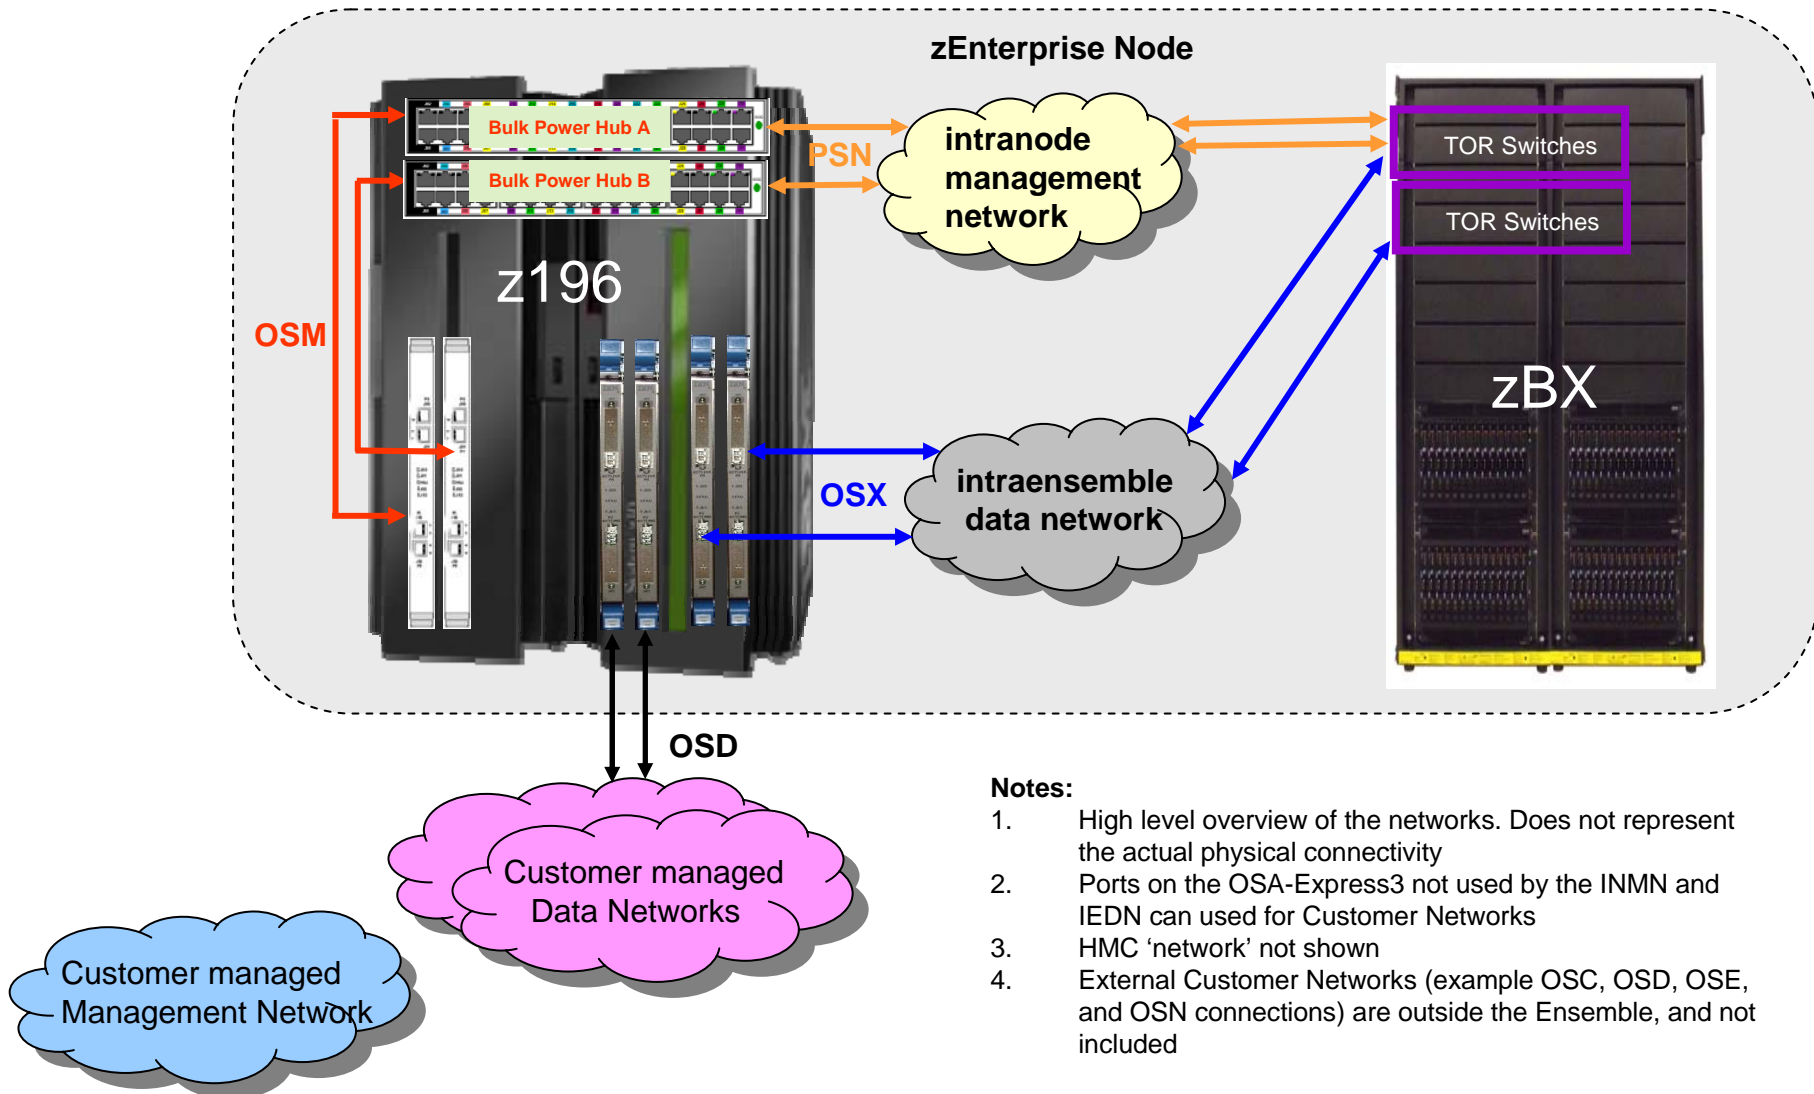 zEnterprise Node
Bulk Power Hub A
Bulk Power Hub B
PSN
intranode
management
network
TOR Switches
TOR Switches
z196
OSM
zBX
OSX
intraensemble
data network
OSD
Customer managed
Data Networks
Customer managed
Management Network
Notes:
1. High level overview of the networks. Does not represent
the actual physical connectivity
2. Ports on the OSA-Express3 not used by the INMN and
IEDN can used for Customer Networks
3. HMC ‘network’ not shown
4. External Customer Networks (example OSC, OSD, OSE,
and OSN connections) are outside the Ensemble, and not
included